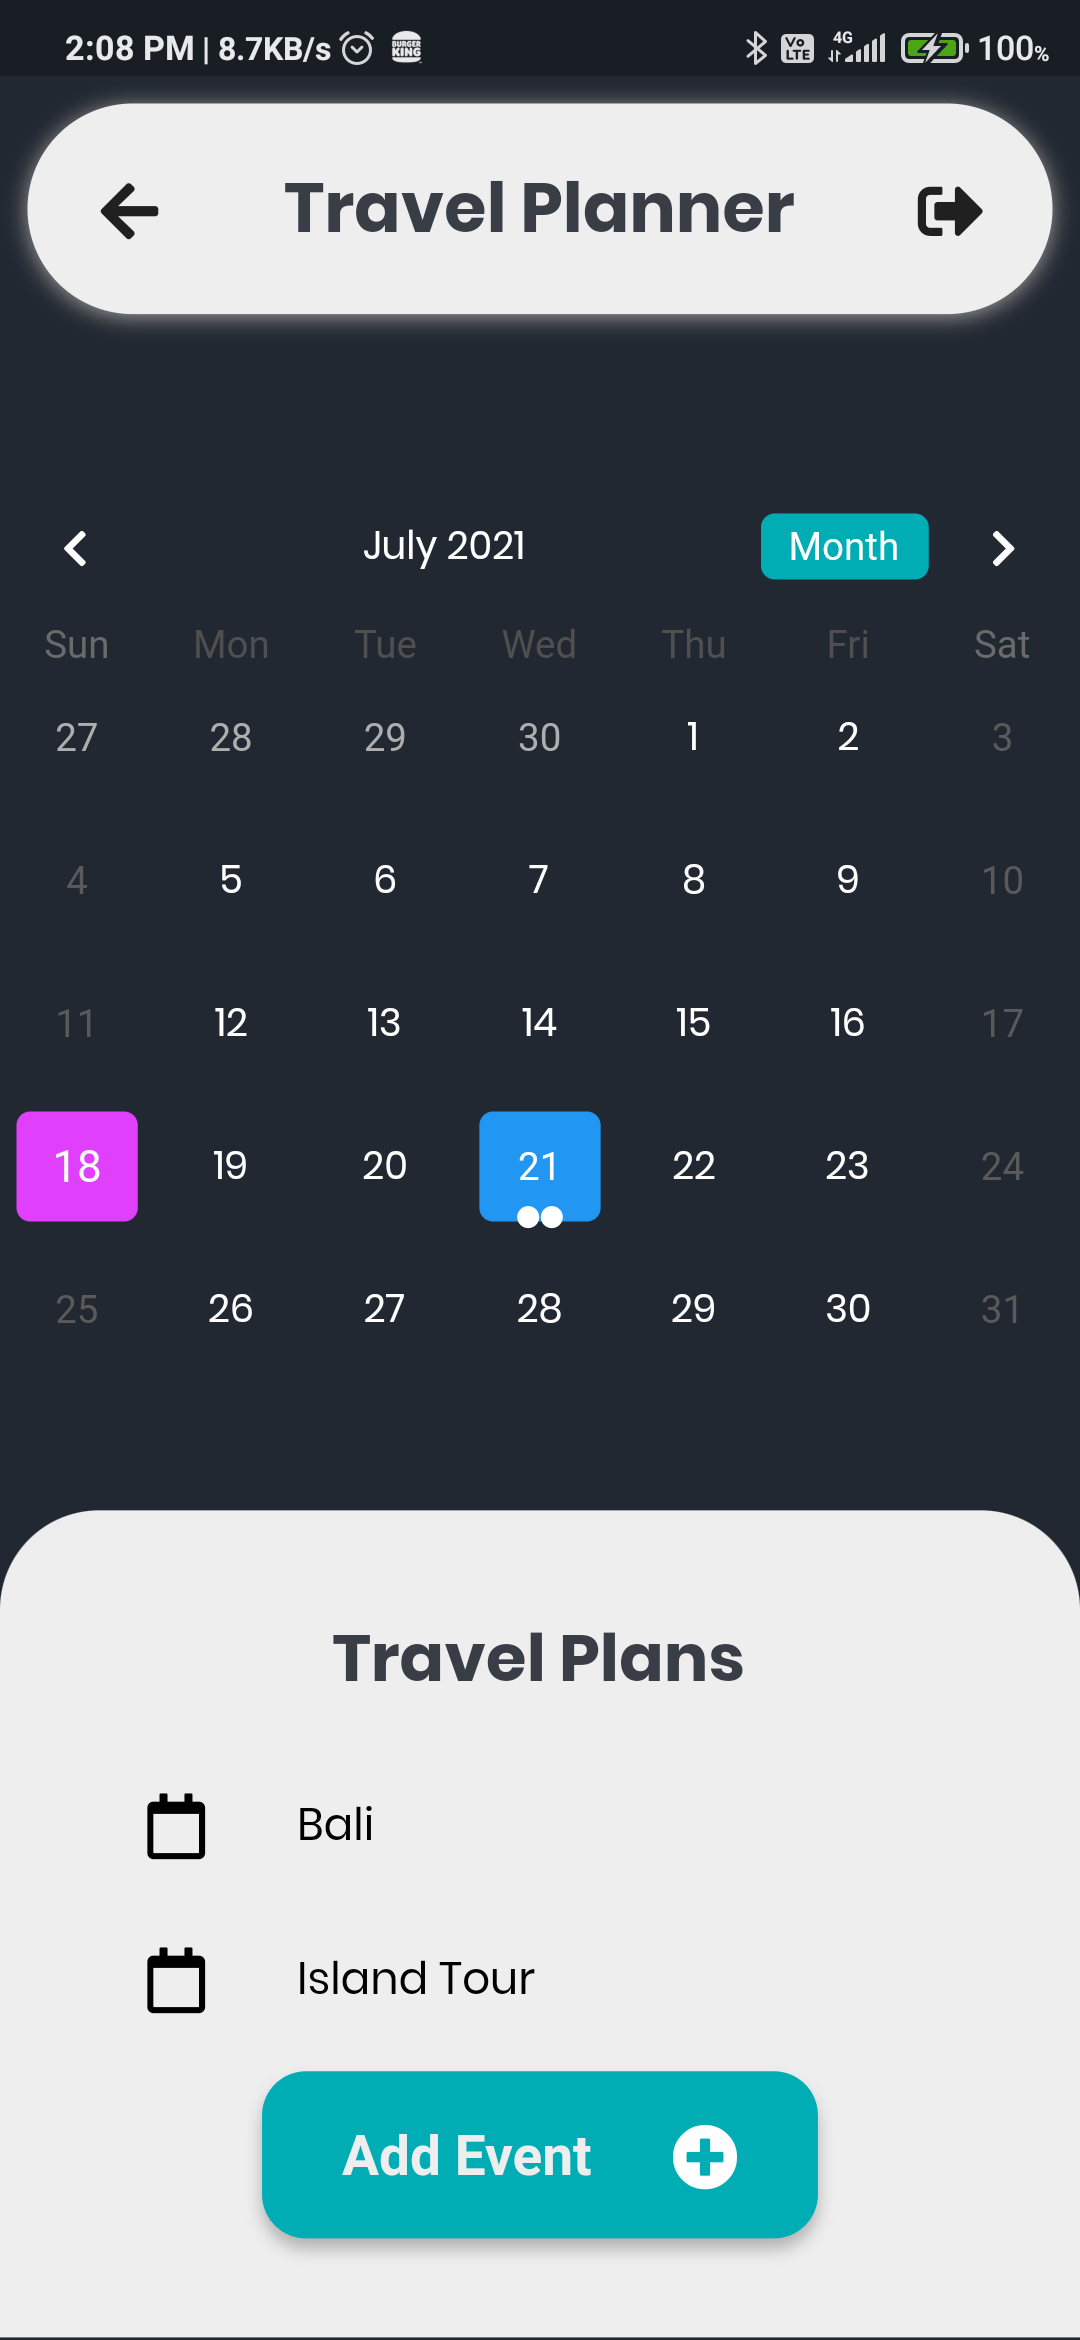 2:08 PM | 8.7KB/s BURGER KING Vo LTE 4G 100%
Travel Planner
July 2021 Month
Sun Mon Tue Wed Thu Fri Sat
27 28 29 30 1 2 3
4 5 6 7 8 9 10
11 12 13 14 15 16 17
18 19 20 21 22 23 24
25 26 27 28 29 30 31
Travel Plans
Bali
Island Tour
Add Event